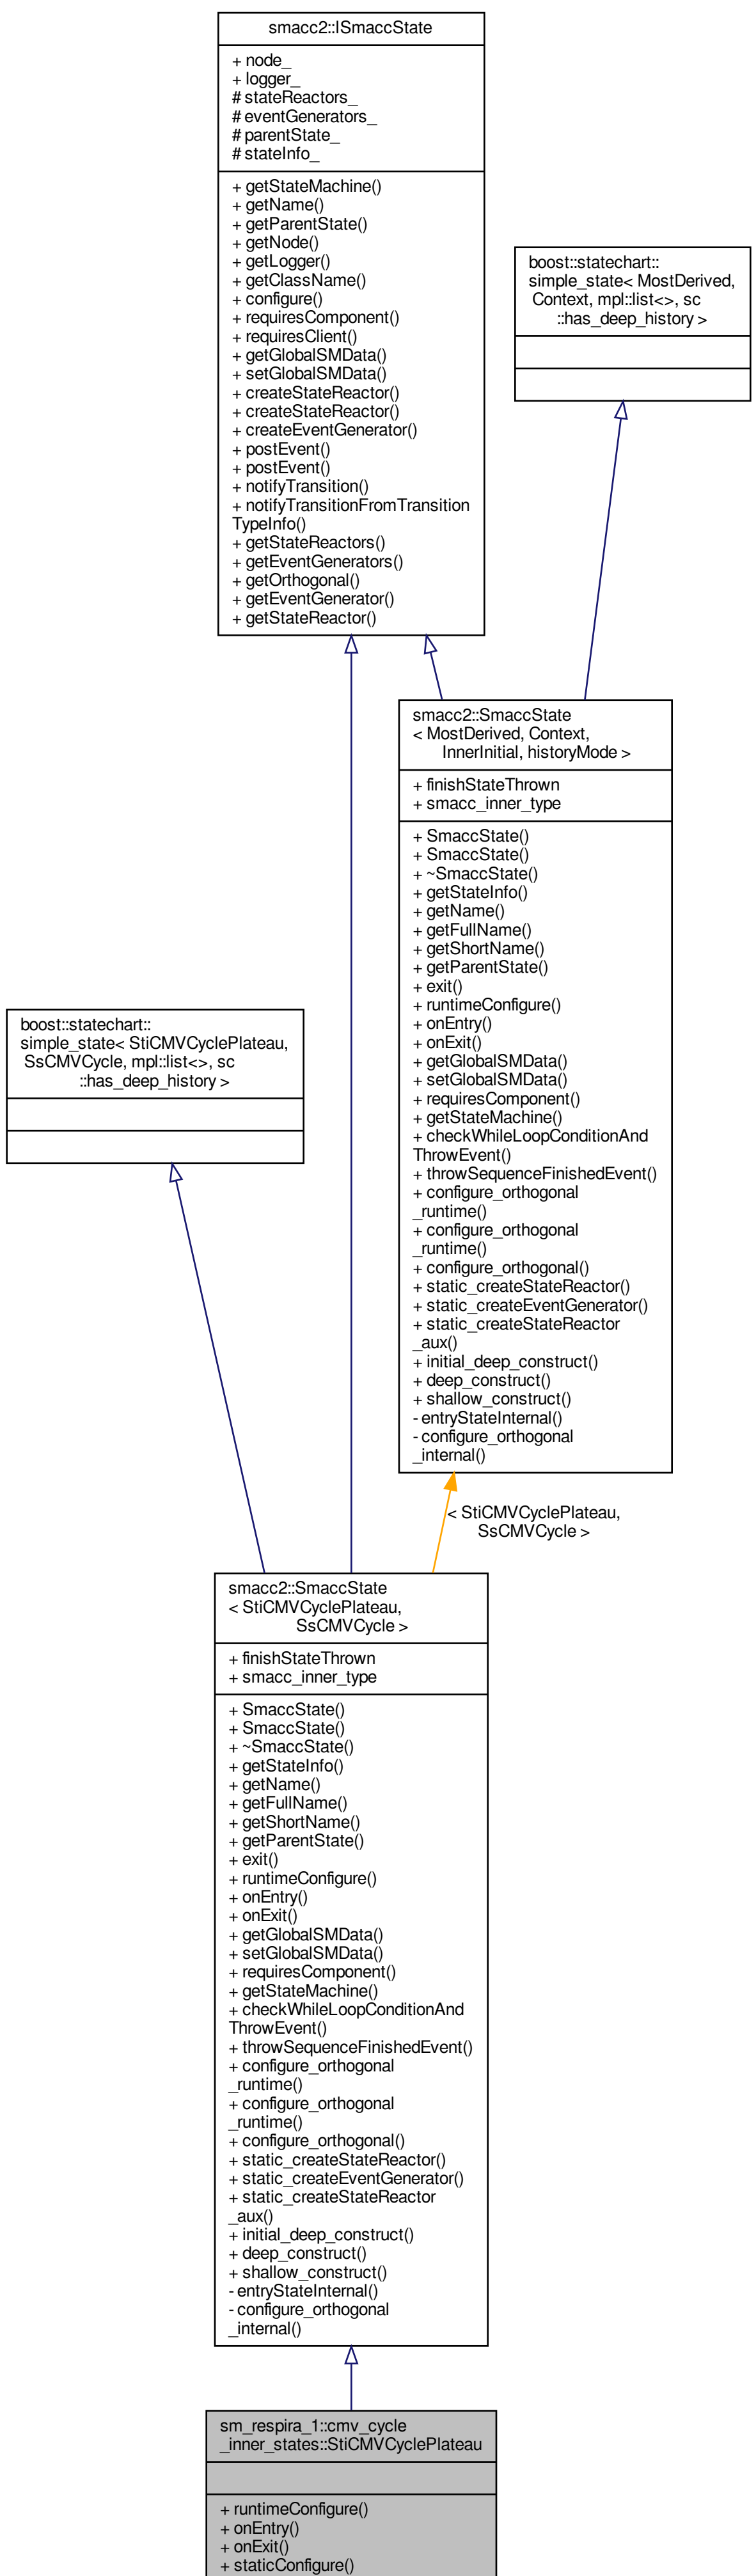 smacc2::ISmaccState
+ node_
+ logger_
# stateReactors_
# eventGenerators_
# parentState_
# stateInfo_
+ getStateMachine()
+ getName()
+ getParentState()
+ getNode()
+ getLogger()
+ getClassName()
+ configure()
+ requiresComponent()
+ requiresClient()
+ getGlobalSMData()
+ setGlobalSMData()
+ createStateReactor()
+ createStateReactor()
+ createEventGenerator()
+ postEvent()
+ postEvent()
+ notifyTransition()
+ notifyTransitionFromTransition
TypeInfo()
+ getStateReactors()
+ getEventGenerators()
+ getOrthogonal()
+ getEventGenerator()
+ getStateReactor()
boost::statechart::
simple_state< MostDerived,
Context, mpl::list<>, sc
::has_deep_history >
smacc2::SmaccState
< MostDerived, Context,
InnerInitial, historyMode >
+ finishStateThrown
+ smacc_inner_type
+ SmaccState()
+ SmaccState()
+ ~SmaccState()
+ getStateInfo()
+ getName()
+ getFullName()
+ getShortName()
+ getParentState()
+ exit()
+ runtimeConfigure()
+ onEntry()
+ onExit()
+ getGlobalSMData()
+ setGlobalSMData()
+ requiresComponent()
+ getStateMachine()
+ checkWhileLoopConditionAnd
ThrowEvent()
+ throwSequenceFinishedEvent()
+ configure_orthogonal
_runtime()
+ configure_orthogonal
_runtime()
+ configure_orthogonal()
+ static_createStateReactor()
+ static_createEventGenerator()
+ static_createStateReactor
_aux()
+ initial_deep_construct()
+ deep_construct()
+ shallow_construct()
- entryStateInternal()
- configure_orthogonal
_internal()
boost::statechart::
simple_state< StiCMVCyclePlateau,
SsCMVCycle, mpl::list<>, sc
::has_deep_history >
< StiCMVCyclePlateau,
SsCMVCycle >
smacc2::SmaccState
< StiCMVCyclePlateau,
SsCMVCycle >
+ finishStateThrown
+ smacc_inner_type
+ SmaccState()
+ SmaccState()
+ ~SmaccState()
+ getStateInfo()
+ getName()
+ getFullName()
+ getShortName()
+ getParentState()
+ exit()
+ runtimeConfigure()
+ onEntry()
+ onExit()
+ getGlobalSMData()
+ setGlobalSMData()
+ requiresComponent()
+ getStateMachine()
+ checkWhileLoopConditionAnd
ThrowEvent()
+ throwSequenceFinishedEvent()
+ configure_orthogonal
_runtime()
+ configure_orthogonal
_runtime()
+ configure_orthogonal()
+ static_createStateReactor()
+ static_createEventGenerator()
+ static_createStateReactor
_aux()
+ initial_deep_construct()
+ deep_construct()
+ shallow_construct()
- entryStateInternal()
- configure_orthogonal
_internal()
sm_respira_1::cmv_cycle
_inner_states::StiCMVCyclePlateau
+ runtimeConfigure()
+ onEntry()
+ onExit()
+ staticConfigure()